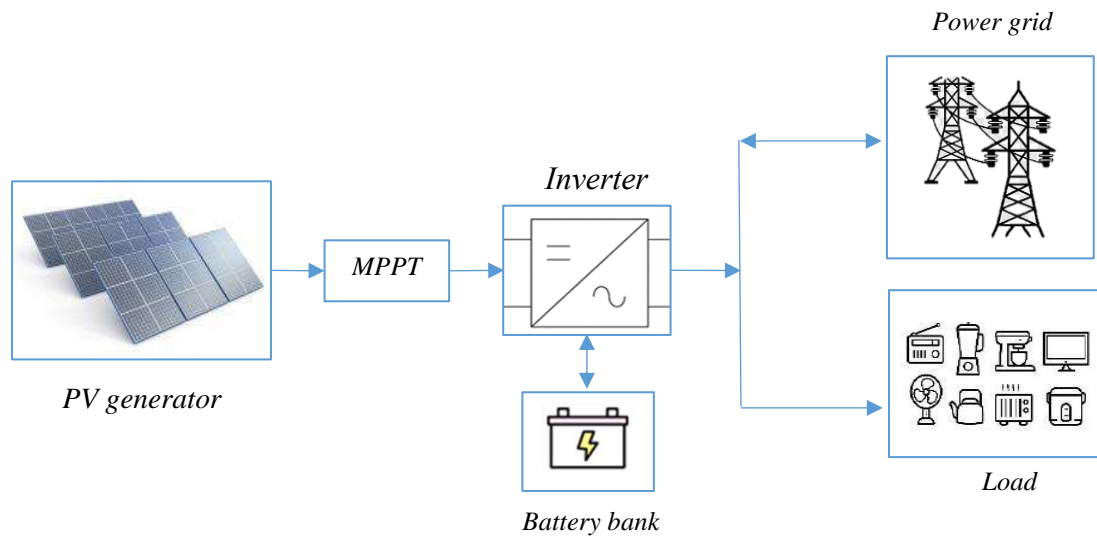 Power grid
Inverter
MPPT
PV generator
Load
Battery bank